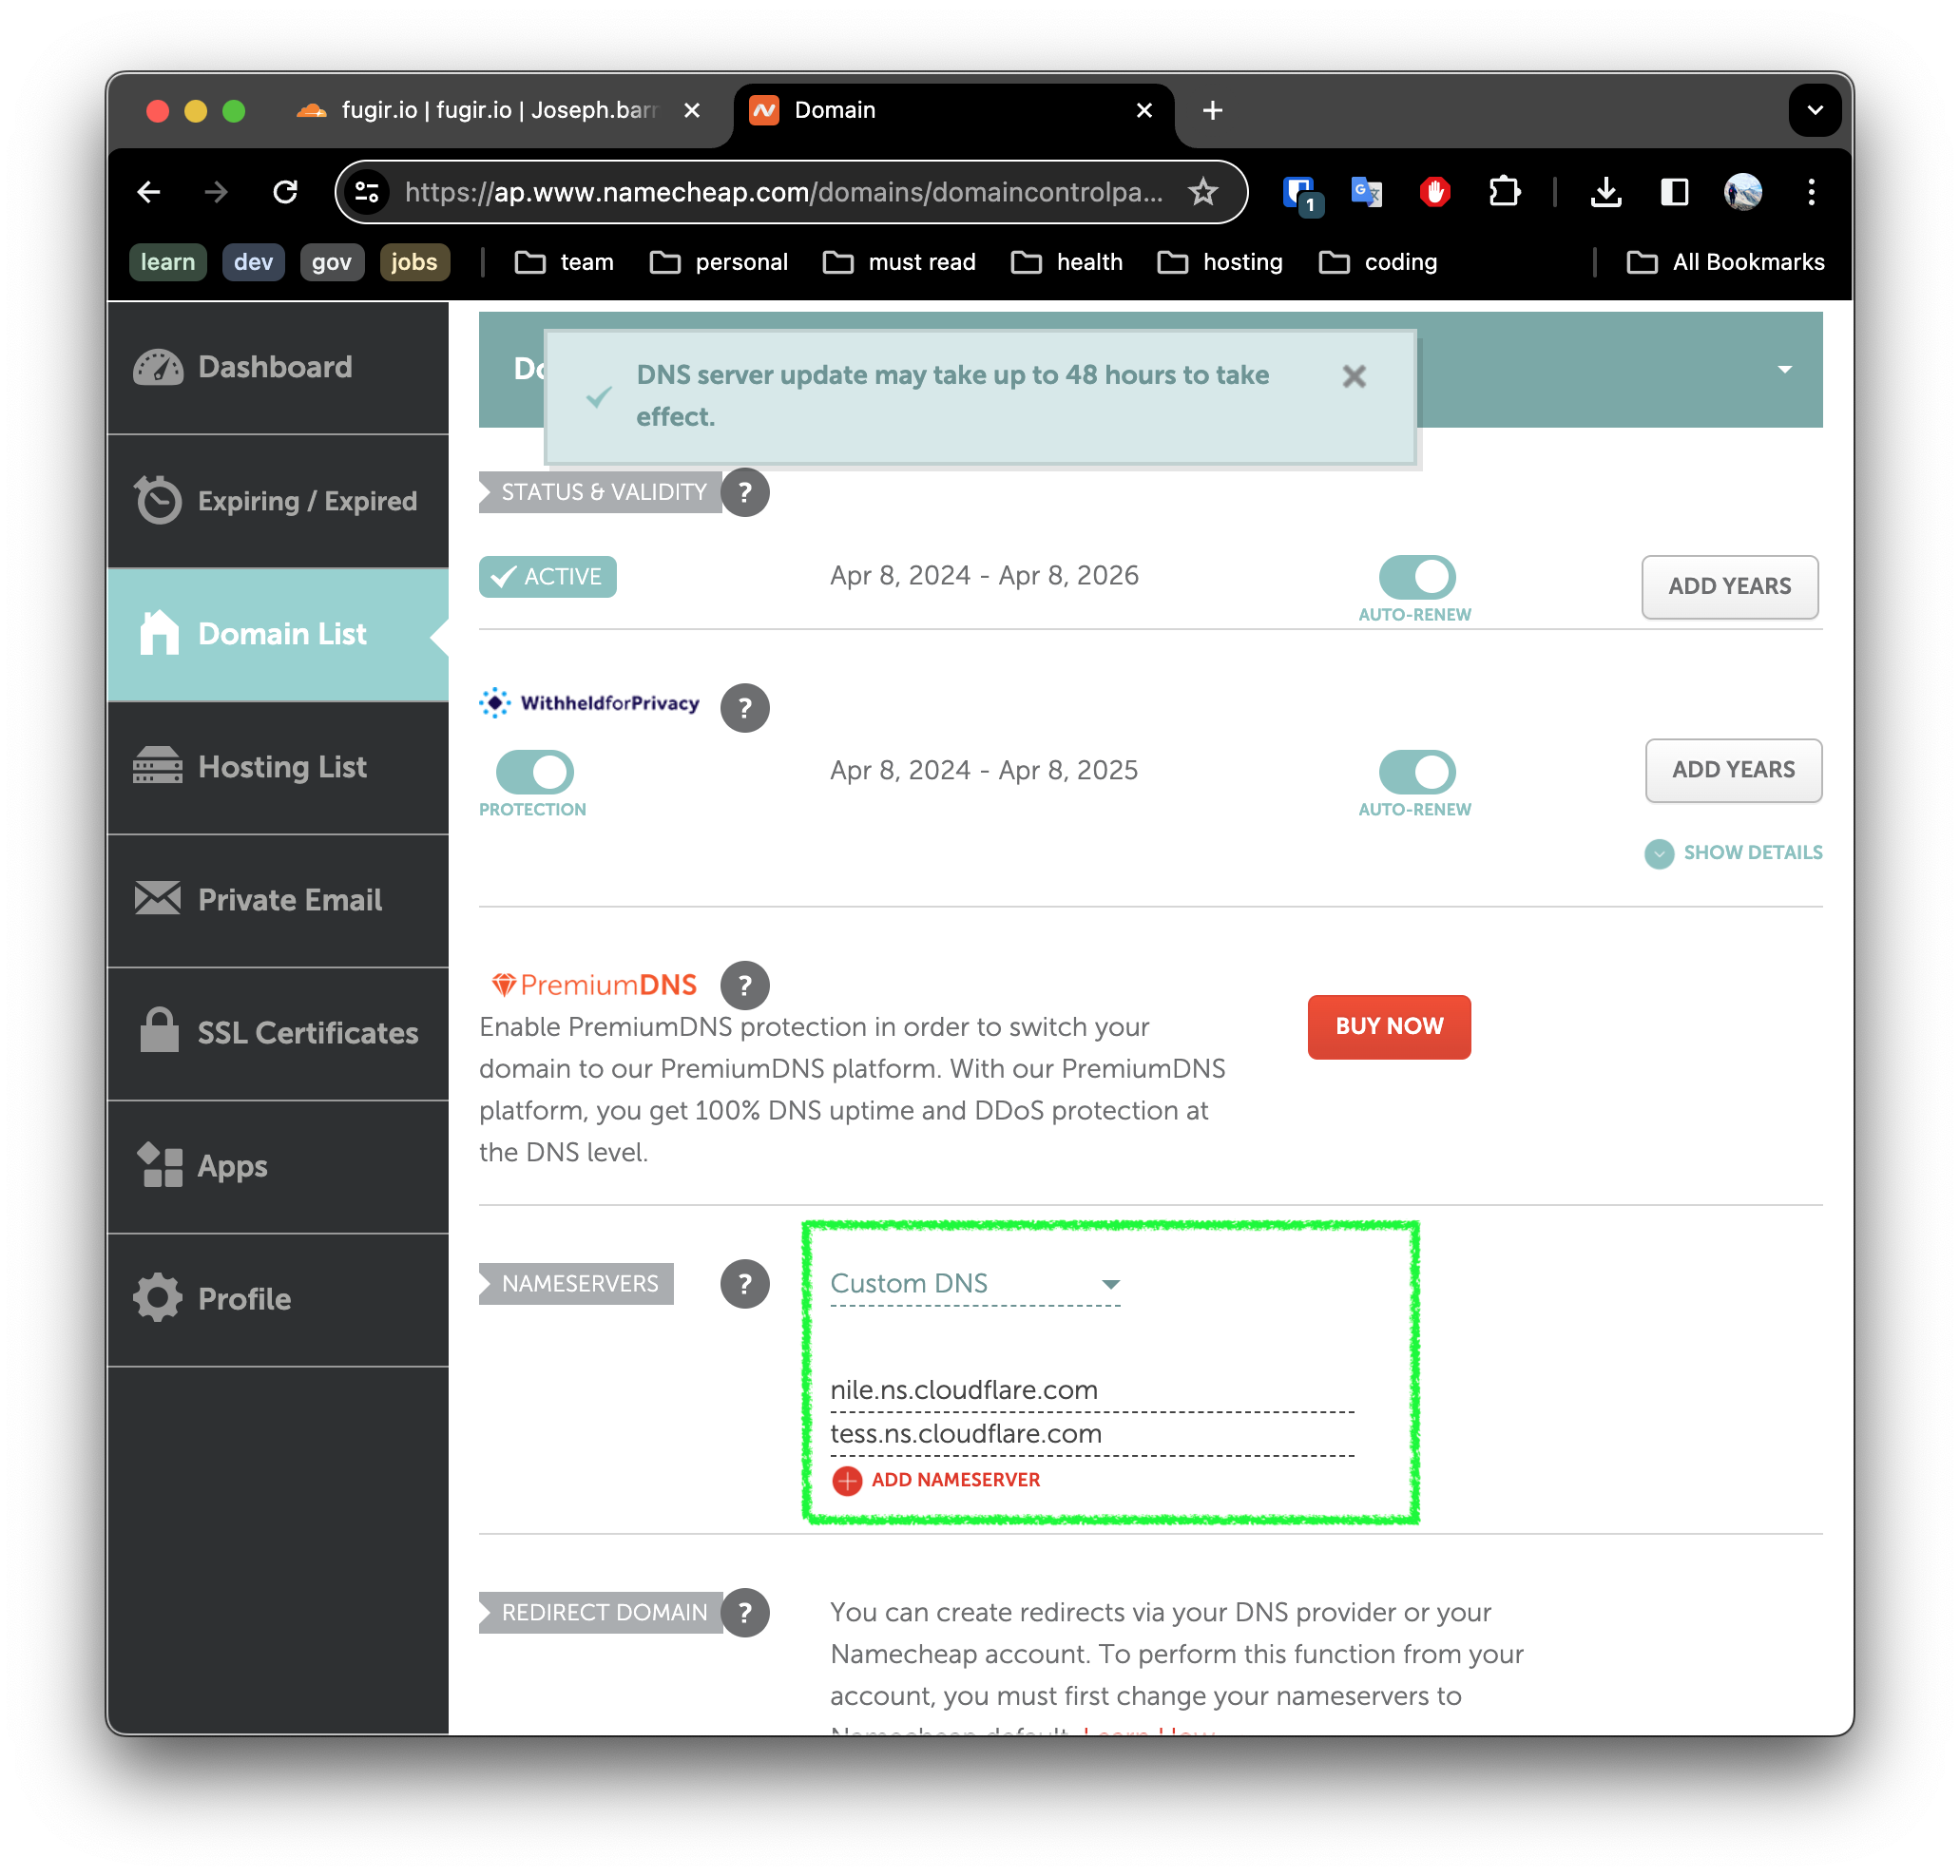 fugir.io | fugir.io | Joseph.barr
Domain
https://ap.www.namecheap.com/domains/domaincontrolpa...
1
learn dev gov jobs team personal must read health hosting coding All Bookmarks
Dashboard
Expiring / Expired
Domain List
Hosting List
Private Email
SSL Certificates
Apps
Profile
Do
DNS server update may take up to 48 hours to take
effect.
STATUS & VALIDITY ?
ACTIVE Apr 8, 2024 - Apr 8, 2026 AUTO-RENEW ADD YEARS
WithheldforPrivacy ?
PROTECTION Apr 8, 2024 - Apr 8, 2025 AUTO-RENEW ADD YEARS
SHOW DETAILS
PremiumDNS ?
Enable PremiumDNS protection in order to switch your
domain to our PremiumDNS platform. With our PremiumDNS
platform, you get 100% DNS uptime and DDoS protection at
the DNS level.
BUY NOW
NAMESERVERS ? Custom DNS
nile.ns.cloudflare.com
tess.ns.cloudflare.com
ADD NAMESERVER
REDIRECT DOMAIN ?
You can create redirects via your DNS provider or your
Namecheap account. To perform this function from your
account, you must first change your nameservers to
Namecheap default. Learn How